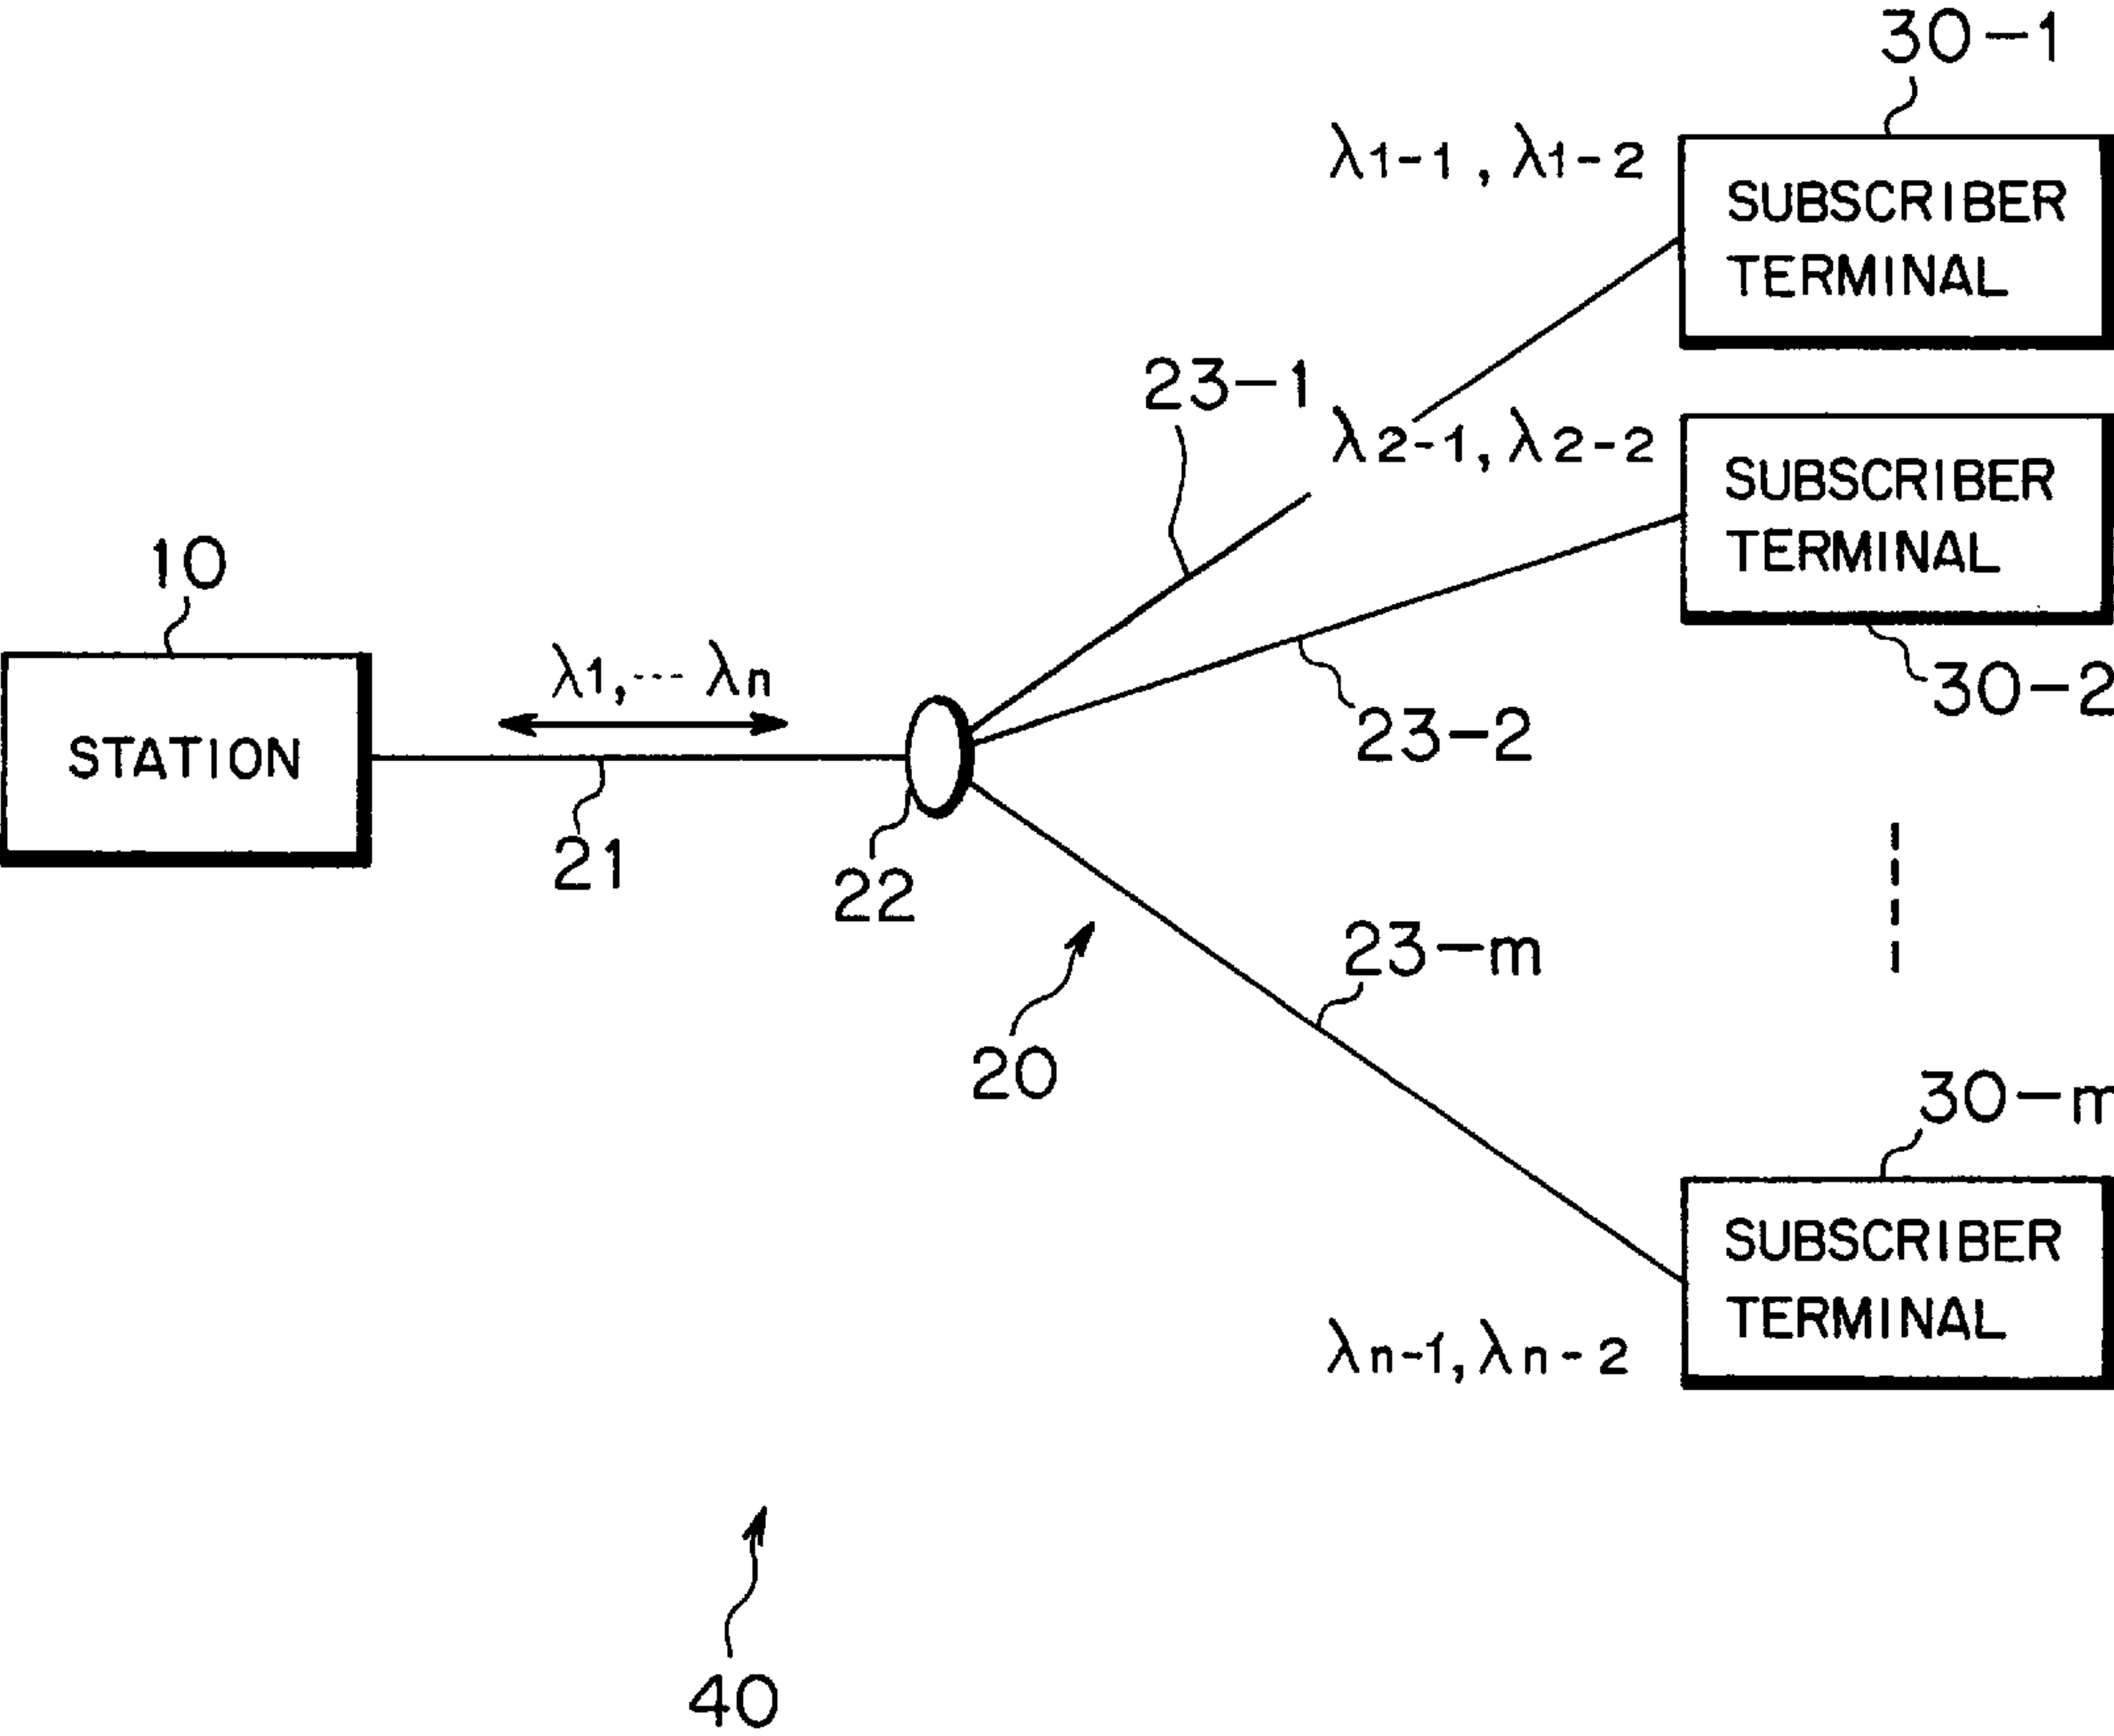 30-1
λ1-1, λ1-2
SUBSCRIBER
TERMINAL
23-1
λ2-1, λ2-2
SUBSCRIBER
TERMINAL
10
λ1, --- λn
30-2
23-2
STATION
21
22
23-m
20
30-m
SUBSCRIBER
TERMINAL
λn-1, λn-2
40